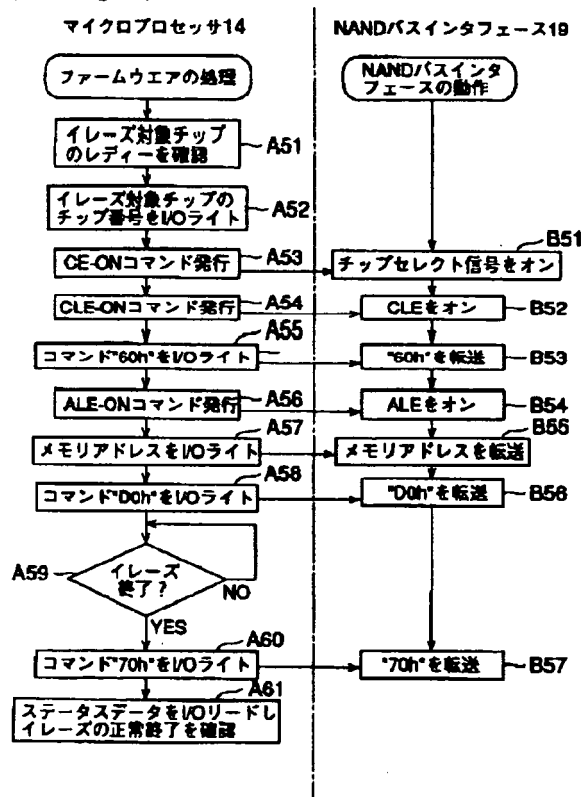 マイクロプロセッサ14
NANDバスインタフェース19
ファームウエアの処理
NANDバスインタ
フェースの動作
イレーズ対象チップ
のレディーを確認
A51
イレーズ対象チップの
チップ番号をI/Oライト
A52
CE-ONコマンド発行
A53
チップセレクト信号をオン
B51
CLE-ONコマンド発行
A54
CLEをオン
B52
コマンド"60h"をI/Oライト
A55
"60h"を転送
B53
ALE-ONコマンド発行
A56
ALEをオン
B54
メモリアドレスをI/Oライト
A57
メモリアドレスを転送
B55
コマンド"D0h"をI/Oライト
A58
"D0h"を転送
B56
A59
イレーズ
終了?
NO
YES
コマンド"70h"をI/Oライト
A60
"70h"を転送
B57
ステータスデータをI/Oリードし
イレーズの正常終了を確認
A61